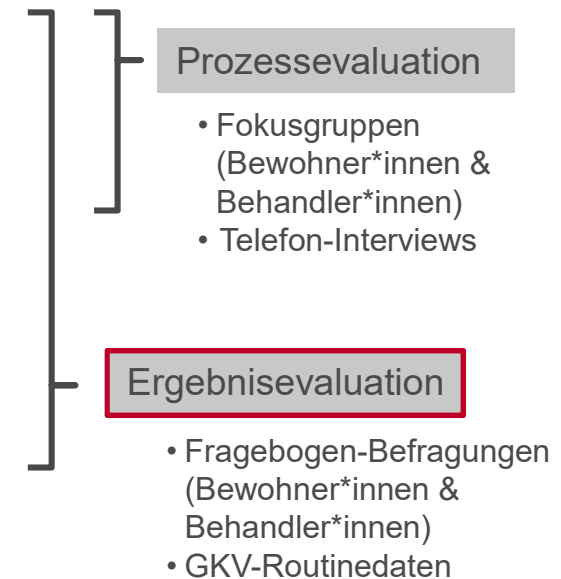 Prozessevaluation
• Fokusgruppen
(Bewohner*innen &
Behandler*innen)
• Telefon-Interviews
Ergebnisevaluation
• Fragebogen-Befragungen
(Bewohner*innen &
Behandler*innen)
• GKV-Routinedaten